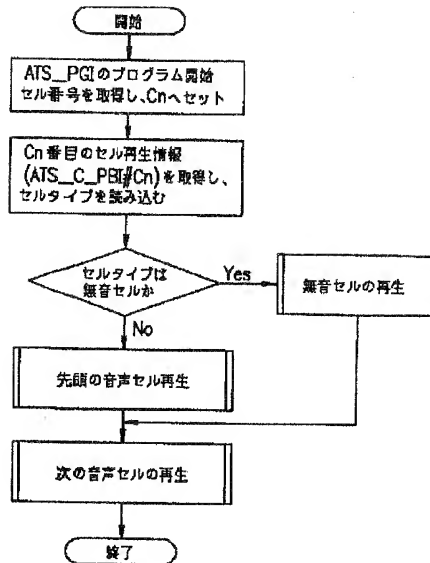 開始
ATS_PGIのプログラム開始
セル番号を取得し、Cnへセット
Cn番目のセル再生情報
(ATS_C_PBI#Cn)を取得し、
セルタイプを読み込む
セルタイプは
無音セルか
Yes
無音セルの再生
No
先頭の音声セル再生
次の音声セルの再生
終了